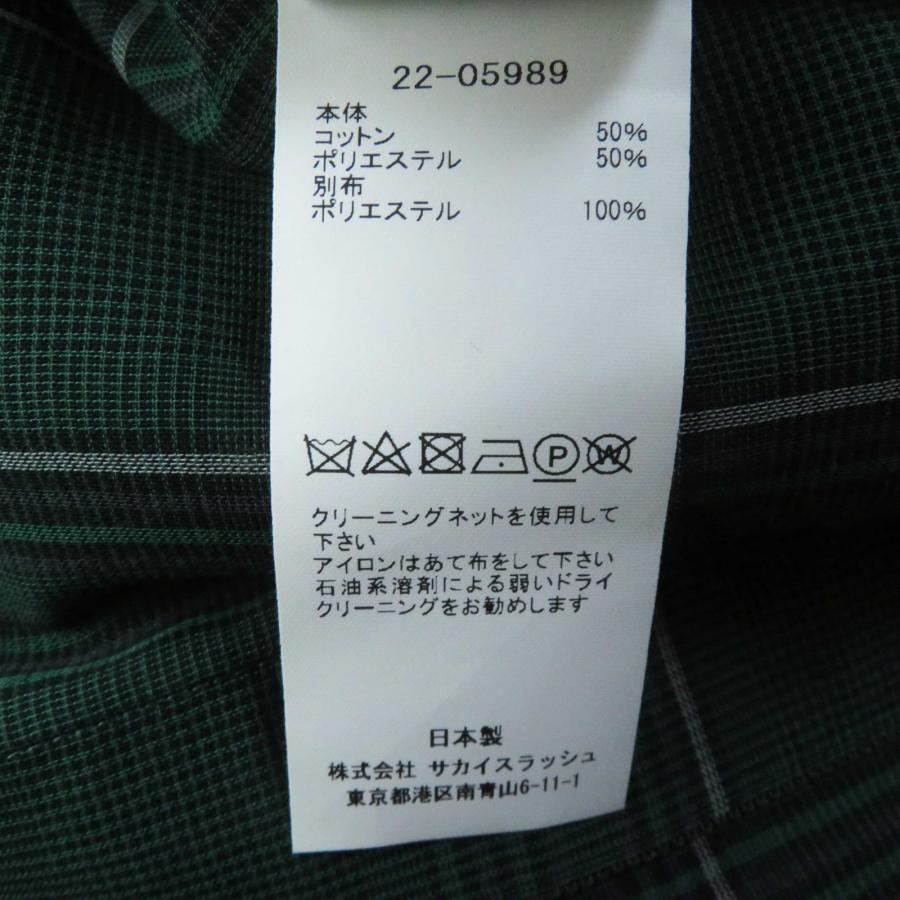 22-05989
本体
コットン 50%
ポリエステル 50%
別布
ポリエステル 100%
P W
クリーニングネットを使用して
下さい
アイロンはあて布をして下さい
石油系溶剤による弱いドライ
クリーニングをお勧めします
日本製
株式会社 サカイスラッシュ
東京都港区南青山6-11-1